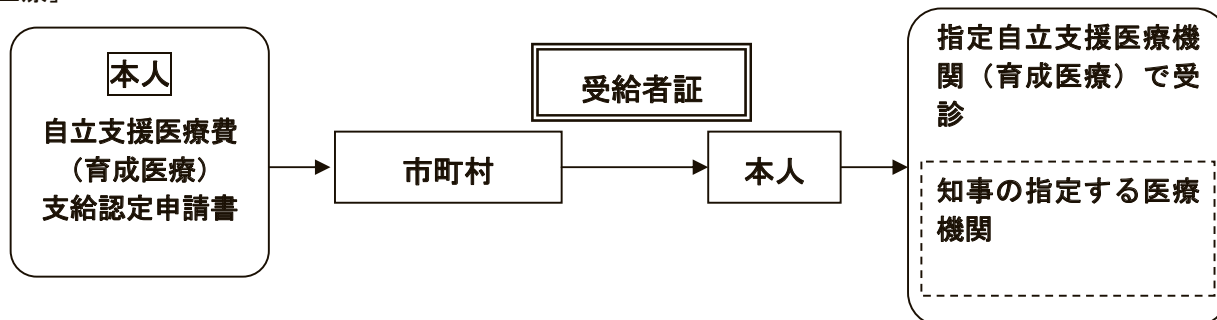 本人
自立支援医療費
(育成医療)
支給認定申請書
市町村
受給者証
本人
指定自立支援医療機
関(育成医療)で受
診
知事の指定する医療
機関